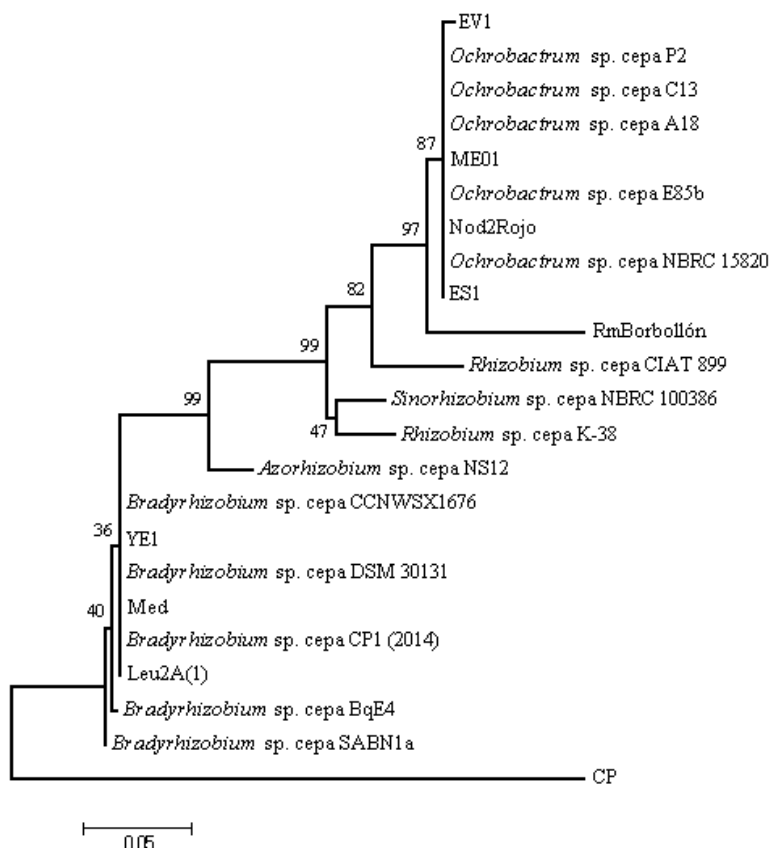 EV1
Ochrobactrum sp. cepa P2
Ochrobactrum sp. cepa C13
Ochrobactrum sp. cepa A18
87
ME01
Ochrobactrum sp. cepa E85b
97
Nod2Rojo
Ochrobactrum sp. cepa NBRC 15820
82
ES1
RmBorbollón
99
Rhizobium sp. cepa CIAT 899
99
Sinorhizobium sp. cepa NBRC 100386
47
Rhizobium sp. cepa K-38
Azorhizobium sp. cepa NS12
Bradyrhizobium sp. cepa CCNWSX1676
36
YE1
Bradyrhizobium sp. cepa DSM 30131
40
Med
Bradyrhizobium sp. cepa CP1 (2014)
Leu2A(1)
Bradyrhizobium sp. cepa BqE4
Bradyrhizobium sp. cepa SABN1a
CP
0.05